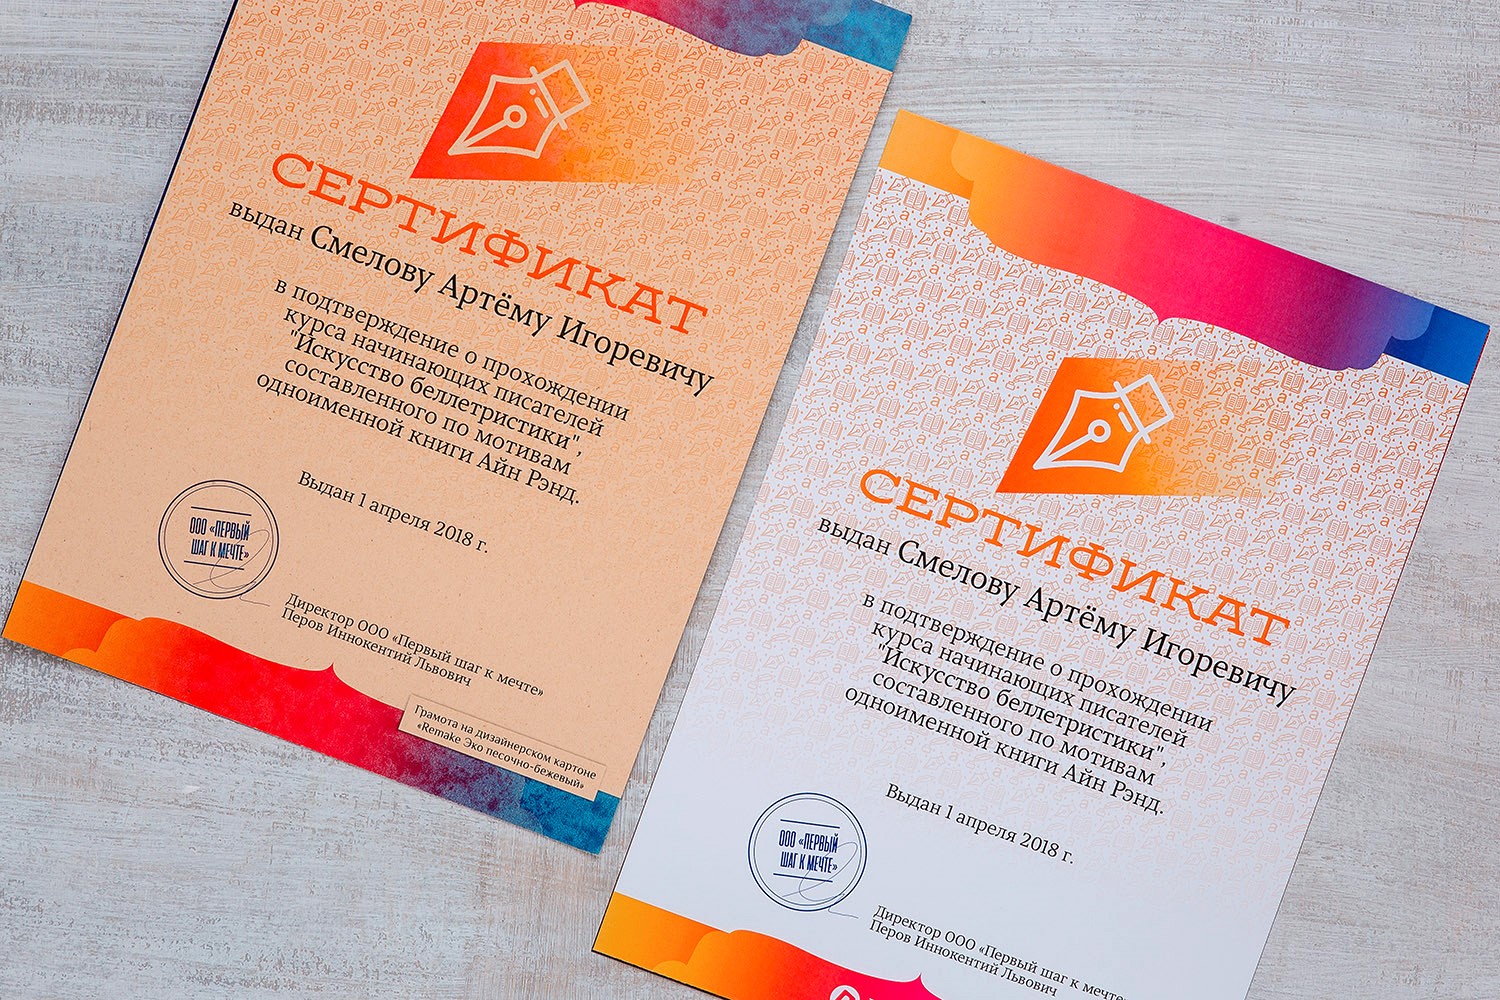 СЕРТИФИКАТ
выдан Смелову Артёму Игоревичу
в подтверждение о прохождении
курса начинающих писателей
"Искусство беллетристики",
составленного по мотивам
одноименной книги Айн Рэнд.
Выдан 1 апреля 2018 г.
ООО «ПЕРВЫЙ
ШАГ К МЕЧТЕ»
Директор ООО «Первый шаг к мечте»
Перов Иннокентий Львович
Грамота на дизайнерском картоне
«Remake Эко песочно-бежевый»
СЕРТИФИКАТ
выдан Смелову Артёму Игоревичу
в подтверждение о прохождении
курса начинающих писателей
"Искусство беллетристики",
составленного по мотивам
одноименной книги Айн Рэнд.
Выдан 1 апреля 2018 г.
ООО «ПЕРВЫЙ
ШАГ К МЕЧТЕ»
Директор ООО «Первый шаг к мечте»
Перов Иннокентий Львович